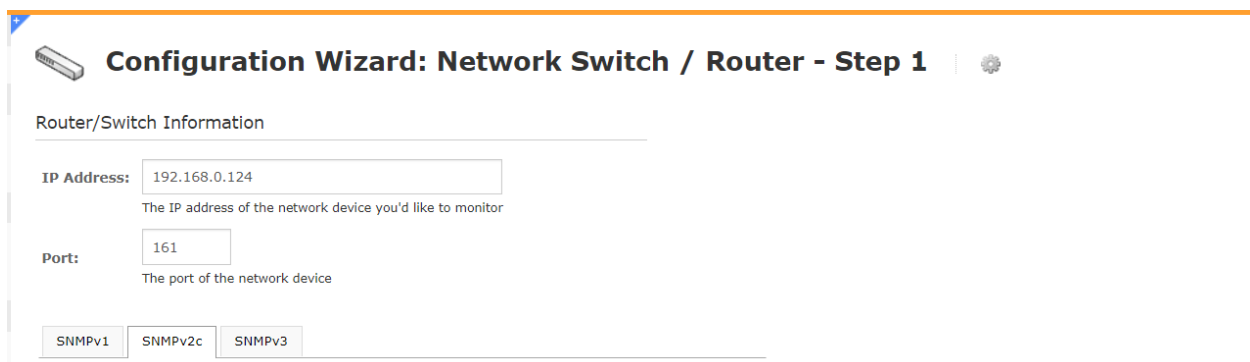 Configuration Wizard: Network Switch / Router - Step 1
Router/Switch Information
IP Address: 192.168.0.124
The IP address of the network device you'd like to monitor
Port: 161
The port of the network device
SNMPv1 SNMPv2c SNMPv3